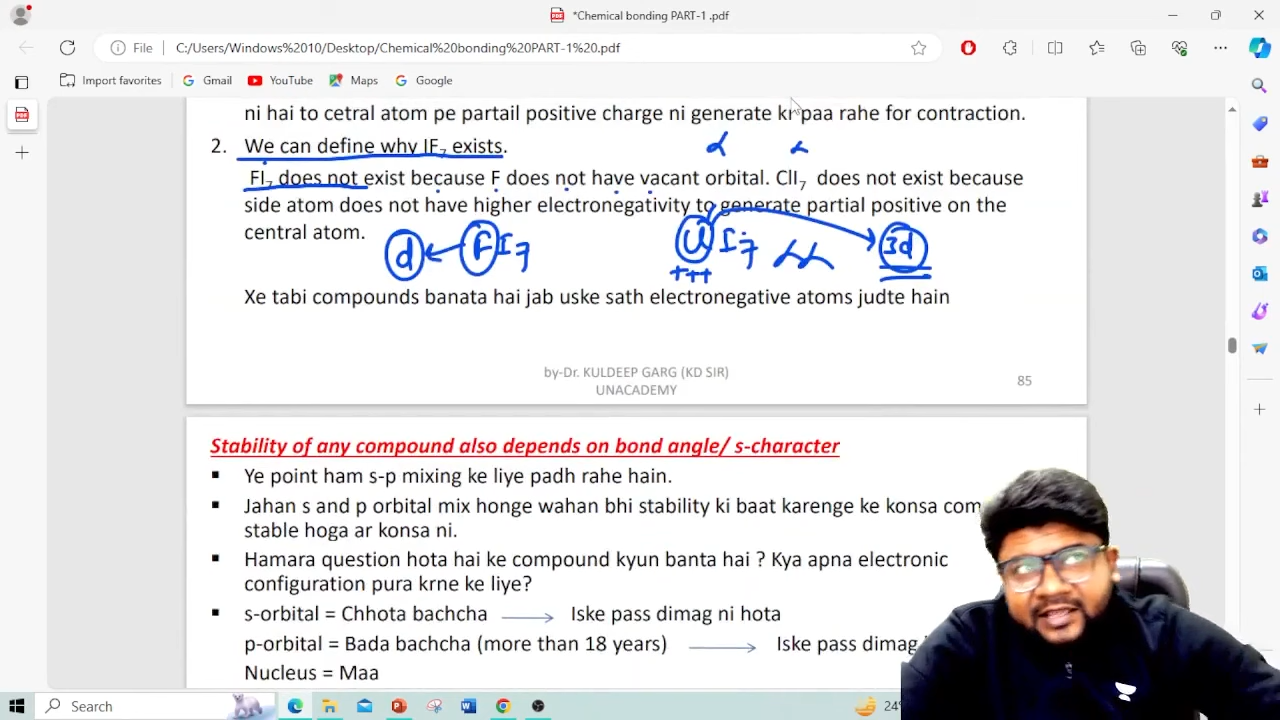 *Chemical bonding PART-1 .pdf
File C:/Users/Windows%2010/Desktop/Chemical%20bonding%20PART-1%20.pdf
Import favorites Gmail YouTube Maps Google
ni hai to cetral atom pe partail positive charge ni generate kr paa rahe for contraction.
2. We can define why IF₇ exists.
FI₇ does not exist because F does not have vacant orbital. ClI₇ does not exist because
side atom does not have higher electronegativity to generate partial positive on the
central atom.
d F I₇ I₇ 3d
+++
Xe tabi compounds banata hai jab uske sath electronegative atoms judte hain
by-Dr. KULDEEP GARG (KD SIR)
UNACADEMY
85
Stability of any compound also depends on bond angle/ s-character
▪ Ye point ham s-p mixing ke liye padh rahe hain.
▪ Jahan s and p orbital mix honge wahan bhi stability ki baat karenge ke konsa com
stable hoga ar konsa ni.
▪ Hamara question hota hai ke compound kyun banta hai ? Kya apna electronic
configuration pura krne ke liye?
▪ s-orbital = Chhota bachcha → Iske pass dimag ni hota
p-orbital = Bada bachcha (more than 18 years) → Iske pass dimag
Nucleus = Maa
Search
24°